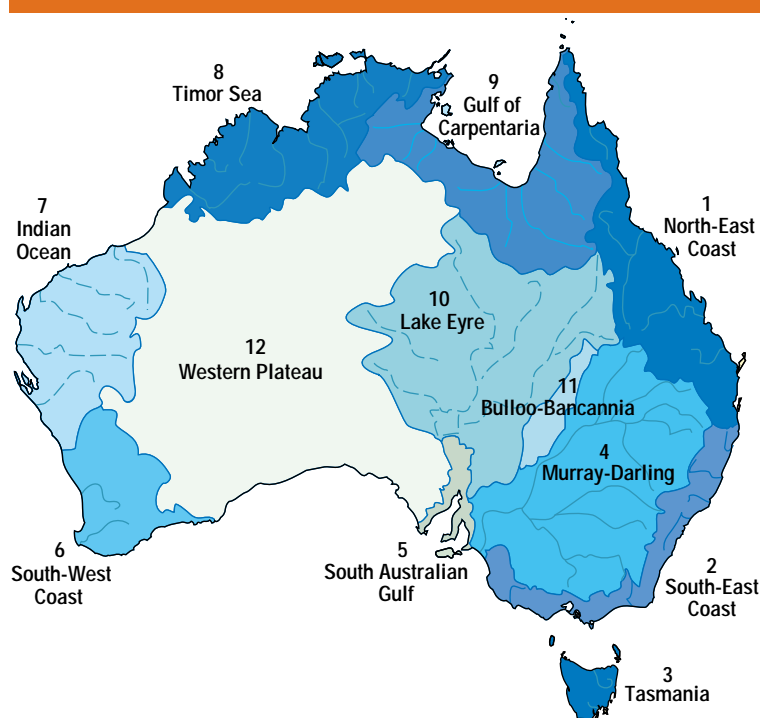 8
Timor Sea
9
Gulf of
Carpentaria
7
Indian
Ocean
1
North-East
Coast
10
Lake Eyre
12
Western Plateau
11
Bulloo-Bancannia
4
Murray-Darling
6
South-West
Coast
5
South Australian
Gulf
2
South-East
Coast
3
Tasmania